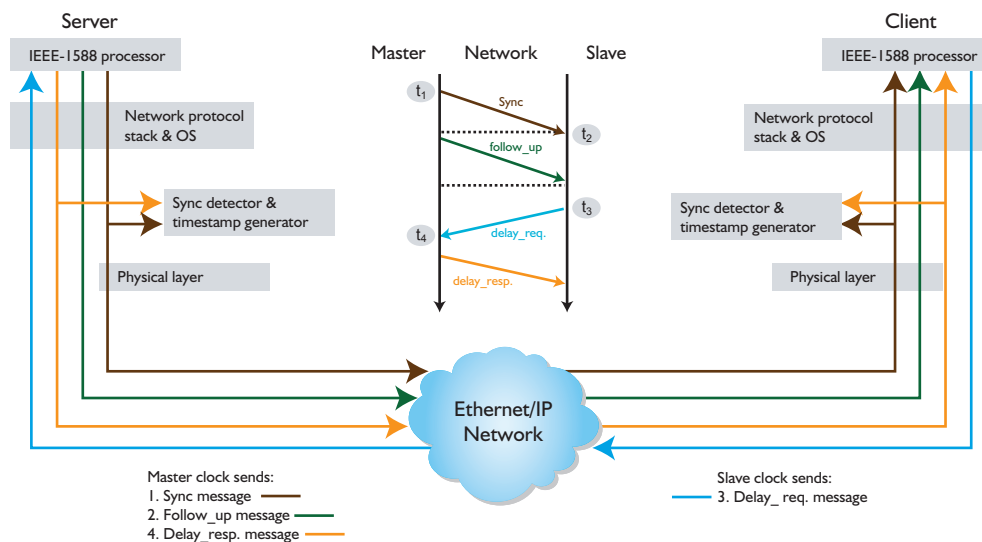 Server
IEEE-1588 processor
Network protocol
stack & OS
Sync detector &
timestamp generator
Physical layer
Master
Network
Slave
t1
Sync
t2
follow_up
t3
delay_req.
t4
delay_resp.
Client
IEEE-1588 processor
Network protocol
stack & OS
Sync detector &
timestamp generator
Physical layer
Ethernet/IP
Network
Master clock sends:
1. Sync message
2. Follow_up message
4. Delay_resp. message
Slave clock sends:
3. Delay_ req. message